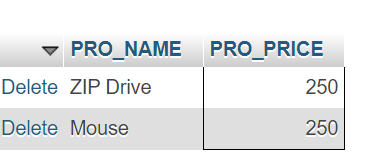 PRO_NAME PRO_PRICE
Delete ZIP Drive 250
Delete Mouse 250